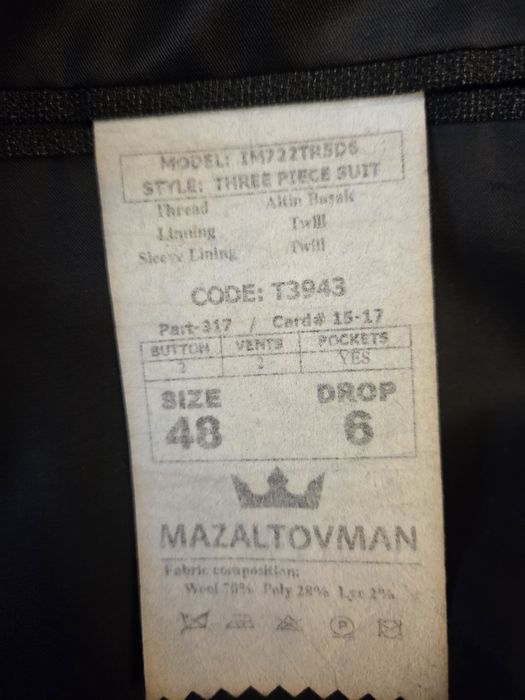 MODEL: IM722TR5D6
STYLE: THREE PIECE SUIT
Thread Altin Basak
Linning Twill
Sleeve Lining Twill
CODE: T3943
Part-317 / Card# 15-17
BUTTON VENTS POCKETS
2 2 YES
SIZE DROP
48 6
MAZALTOVMAN
Fabric composition:
Wool 70% Poly 28% Lyc 2%
P